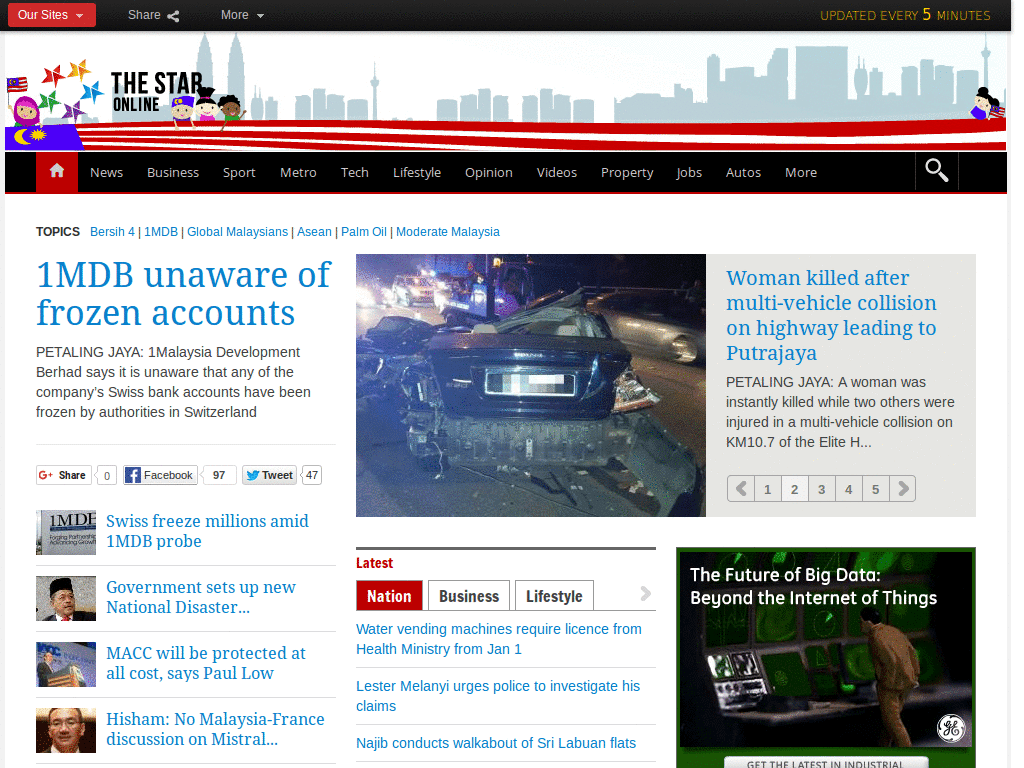 Our Sites
Share
More
UPDATED EVERY 5 MINUTES
THE STAR
ONLINE
News
Business
Sport
Metro
Tech
Lifestyle
Opinion
Videos
Property
Jobs
Autos
More
TOPICS Bersih 4 | 1MDB | Global Malaysians | Asean | Palm Oil | Moderate Malaysia
1MDB unaware of
frozen accounts
PETALING JAYA: 1Malaysia Development
Berhad says it is unaware that any of the
company's Swiss bank accounts have been
frozen by authorities in Switzerland
G+ Share 0
Facebook 97
Tweet 47
Woman killed after
multi-vehicle collision
on highway leading to
Putrajaya
PETALING JAYA: A woman was
instantly killed while two others were
injured in a multi-vehicle collision on
KM10.7 of the Elite H...
1 2 3 4 5
1MDB
Swiss freeze millions amid
1MDB probe
Government sets up new
National Disaster...
MACC will be protected at
all cost, says Paul Low
Hisham: No Malaysia-France
discussion on Mistral...
Latest
Nation
Business
Lifestyle
Water vending machines require licence from
Health Ministry from Jan 1
Lester Melanyi urges police to investigate his
claims
Najib conducts walkabout of Sri Labuan flats
The Future of Big Data:
Beyond the Internet of Things
GET THE LATEST IN INDUSTRIAL